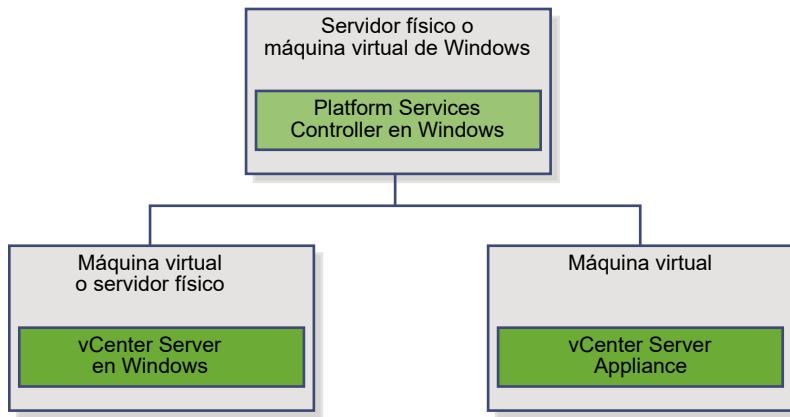 Servidor físico o
máquina virtual de Windows
Platform Services
Controller en Windows
Máquina virtual
o servidor físico
vCenter Server
en Windows
Máquina virtual
vCenter Server
Appliance